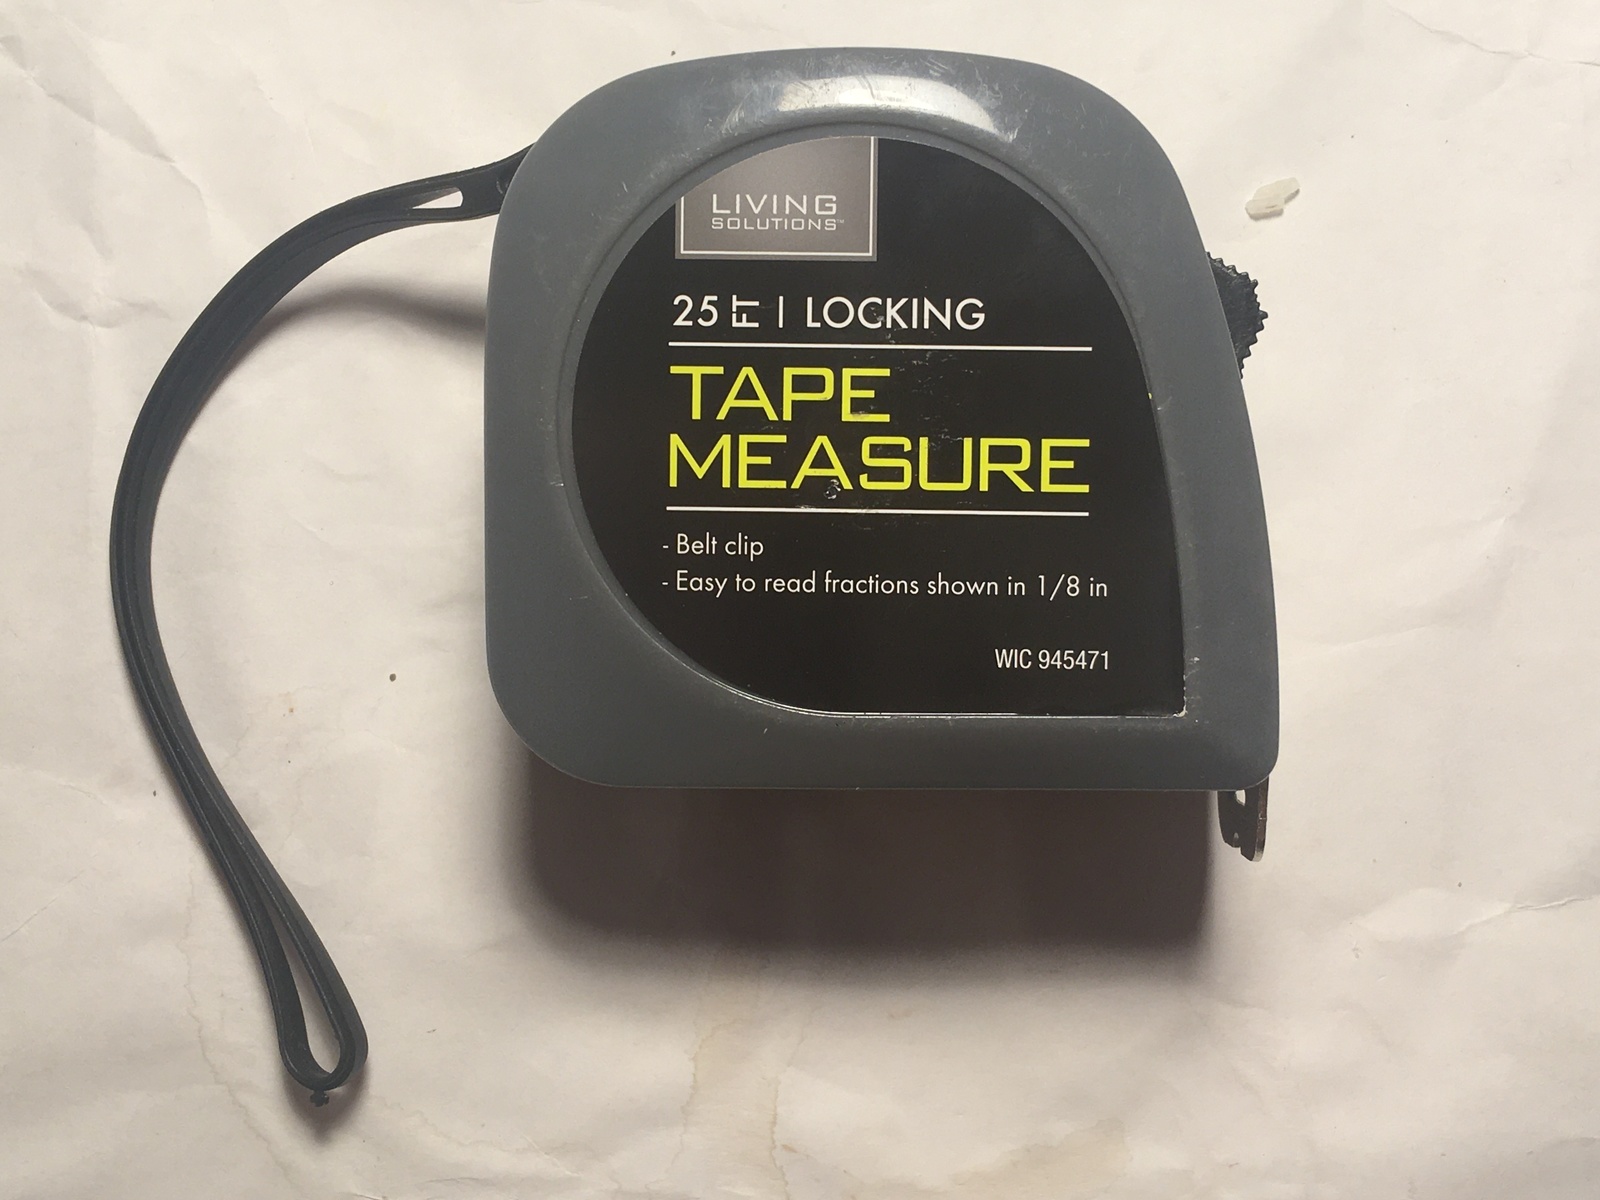 LIVING
SOLUTIONS™
25 FT | LOCKING
TAPE
MEASURE
- Belt clip
- Easy to read fractions shown in 1/8 in
WIC 945471